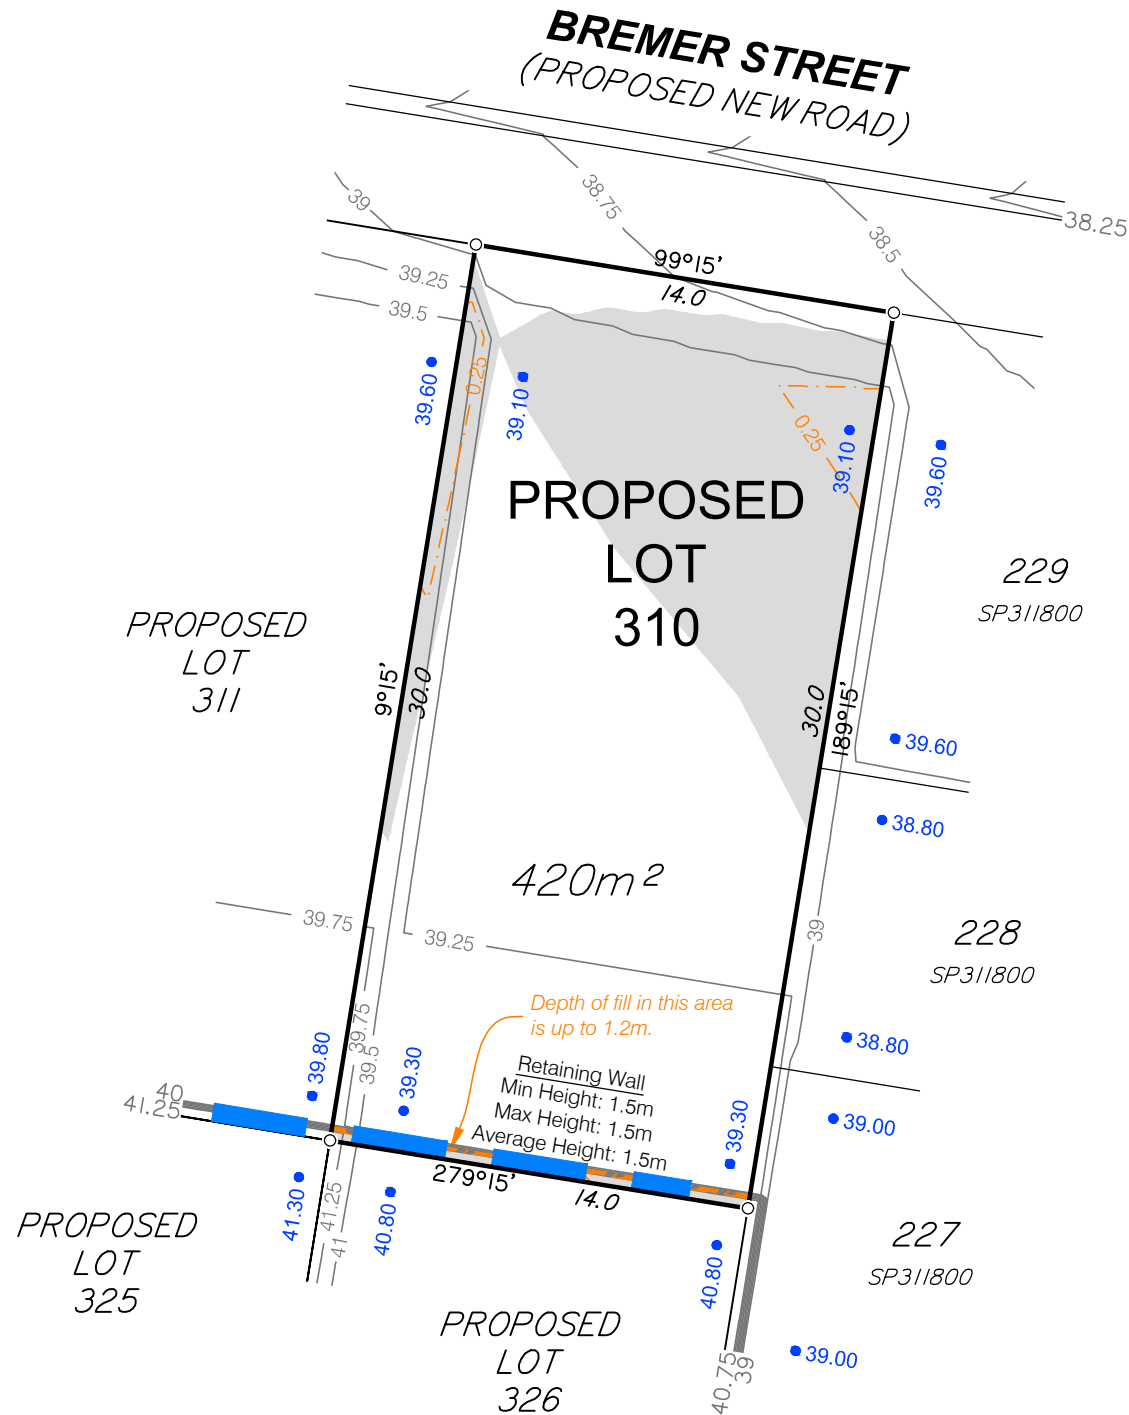 BREMER STREET
(PROPOSED NEW ROAD)
38.75
38.5
38.25
39
39.25
39.5
99°15'
14.0
0.25
39.60
39.10
0.25
39.10
39.60
PROPOSED
LOT
310
229
SP311800
PROPOSED
LOT
311
9°15'
30.0
30.0
189°15'
39.60
38.80
420m²
39.75
39.25
39
228
SP311800
Depth of fill in this area
is up to 1.2m.
39.75
39.5
39.80
39.30
Retaining Wall
Min Height: 1.5m
Max Height: 1.5m
Average Height: 1.5m
39.30
38.80
39.00
40
41.25
279°15'
14.0
41.30
41.25
41
40.80
40.80
PROPOSED
LOT
325
227
SP311800
PROPOSED
LOT
326
40.75
39
39.00